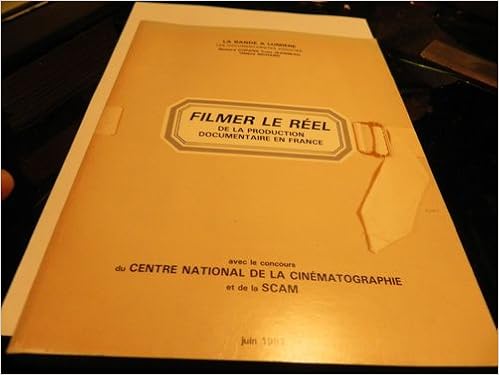 LA BANDE A LUMIERE
FILMER LE RÉEL
DE LA PRODUCTION
DOCUMENTAIRE EN FRANCE
avec le concours
du CENTRE NATIONAL DE LA CINÉMATOGRAPHIE
et de la SCAM
juin